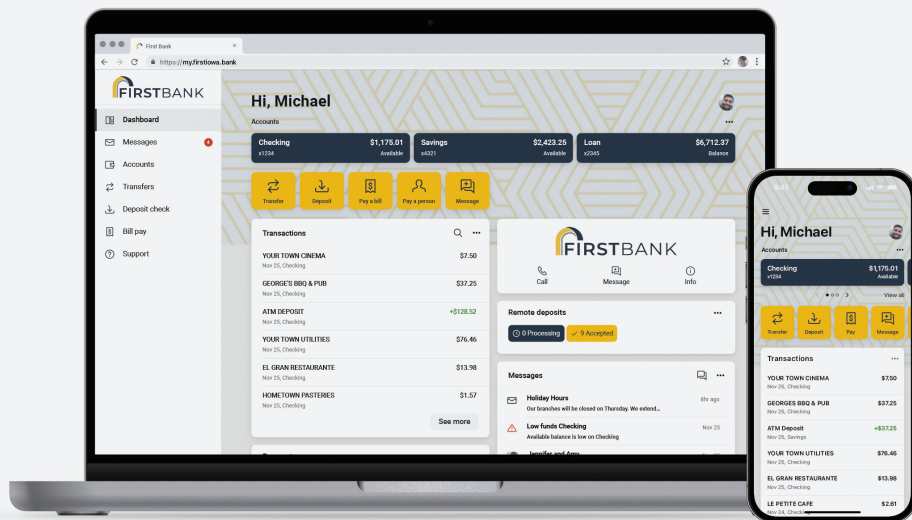 First Bank
https://my.firstiowa.bank
FIRSTBANK
Dashboard
Messages
4
Accounts
Transfers
Deposit check
Bill pay
Support
Hi, Michael
Accounts
Checking $1,175.01
x1234 Available
Savings $2,423.25
x4321 Available
Loan $6,712.37
x2345 Balance
Transfer Deposit Pay a bill Pay a person Message
Transactions
YOUR TOWN CINEMA $7.50
Nov 25, Checking
GEORGE'S BBQ & PUB $37.25
Nov 25, Checking
ATM DEPOSIT +$128.52
Nov 25, Checking
YOUR TOWN UTILITIES $76.46
Nov 25, Checking
EL GRAN RESTAURANTE $13.98
Nov 25, Checking
HOMETOWN PASTERIES $1.57
Nov 25, Checking
See more
FIRSTBANK
Call Message Info
Remote deposits
0 Processing 9 Accepted
Messages
Holiday Hours 8hr ago
Our branches will be closed on Thursday. We extend...
Low funds Checking Nov 25
Available balance is low on Checking
Jennifer and Amy
9:41
Hi, Michael
Accounts
Checking $1,175.01
x1234 Available
View all
Transfer Deposit Pay Message
Transactions
YOUR TOWN CINEMA $7.50
Nov 25, Checking
GEORGES BBQ & PUB $37.25
Nov 25, Checking
ATM Deposit +$37.25
Nov 25, Savings
YOUR TOWN UTILITIES $76.46
Nov 25, Checking
EL GRAN RESTAURANTE $13.98
Nov 25, Checking
LE PETITE CAFE $2.61
Nov 24, Checking